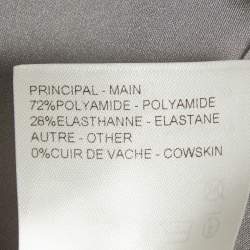 PRINCIPAL - MAIN
72%POLYAMIDE - POLYAMIDE
28%ELASTHANNE - ELASTANE
AUTRE - OTHER
0%CUIR DE VACHE - COWSKIN